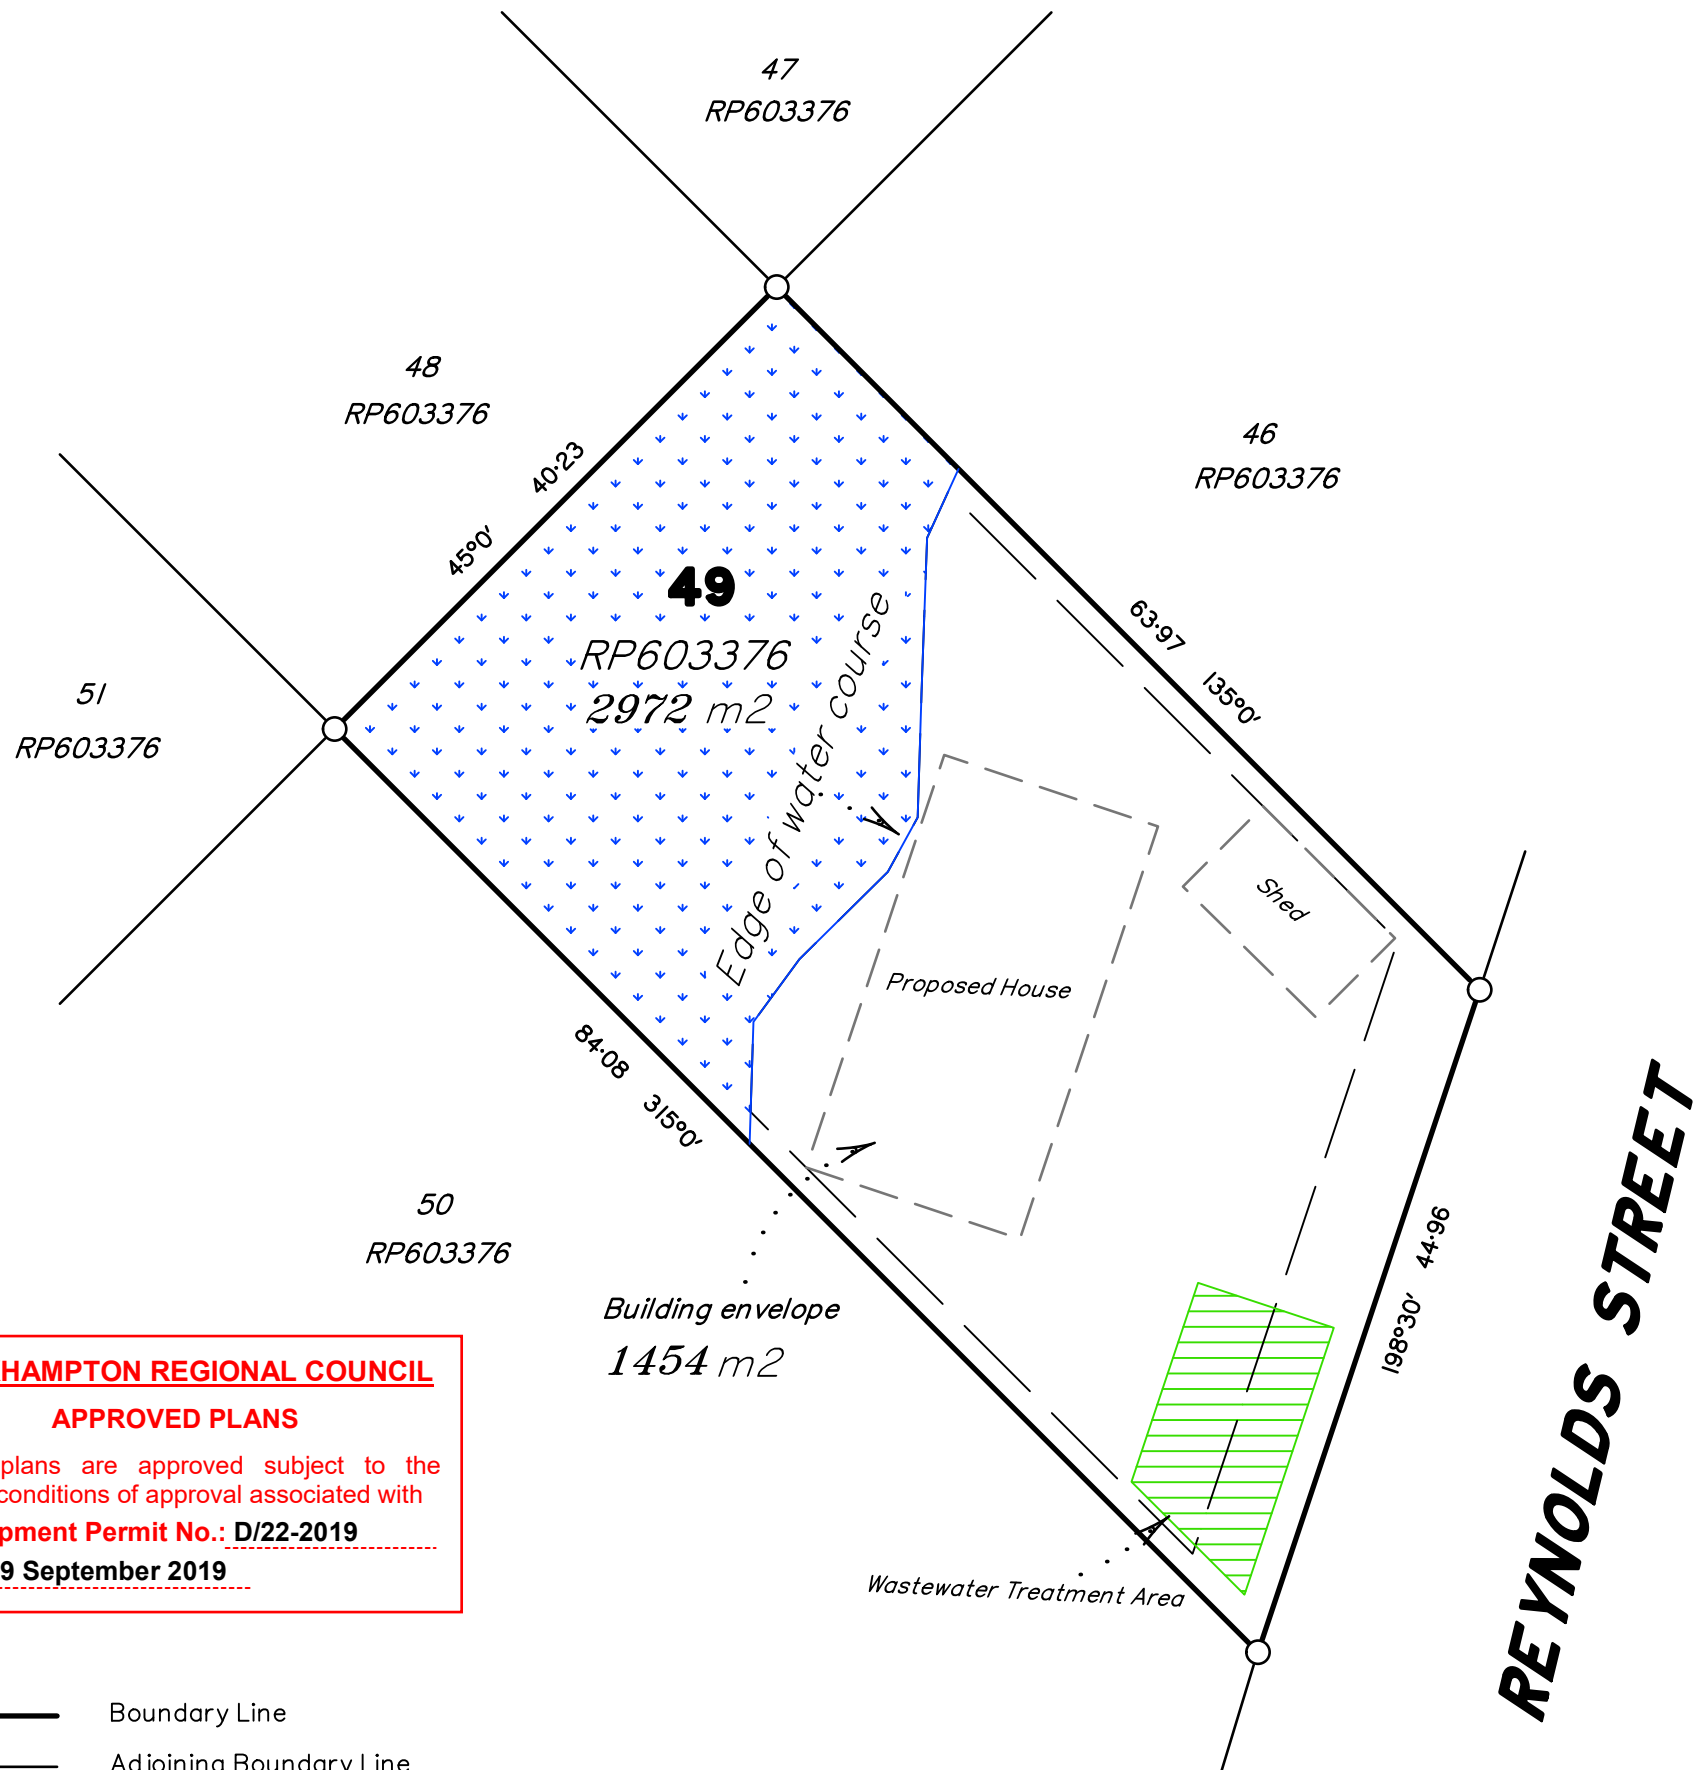 47
RP603376
48
RP603376
40·23
45°0'
46
RP603376
49
RP603376
2972 m2
Edge of water course
63·97
135°0'
51
RP603376
Shed
Proposed House
84·08
315°0'
50
RP603376
Building envelope
1454 m2
44·96
198°30'
REYNOLDS STREET
Wastewater Treatment Area
HAMPTON REGIONAL COUNCIL
APPROVED PLANS
plans are approved subject to the
conditions of approval associated with
pment Permit No.: D/22-2019
9 September 2019
Boundary Line
Adjoining Boundary Line